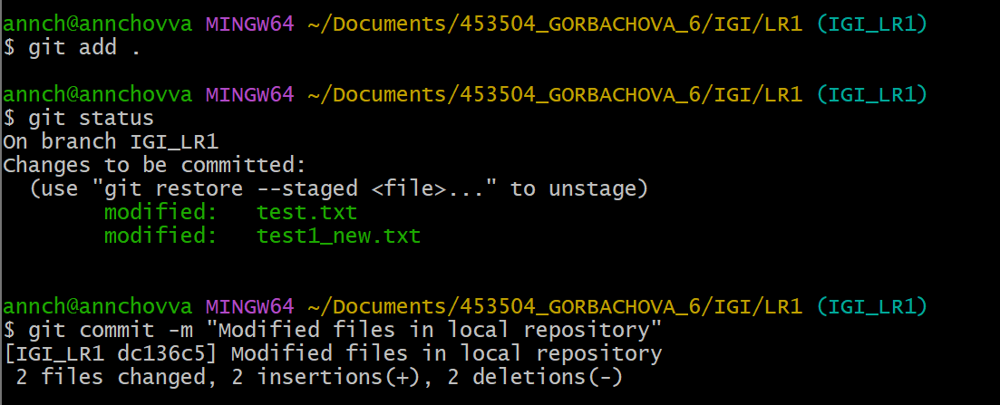 annch@annchovva MINGW64 ~/Documents/453504_GORBACHOVA_6/IGI/LR1 (IGI_LR1)
$ git add .
annch@annchovva MINGW64 ~/Documents/453504_GORBACHOVA_6/IGI/LR1 (IGI_LR1)
$ git status
On branch IGI_LR1
Changes to be committed:
  (use "git restore --staged <file>..." to unstage)
        modified:   test.txt
        modified:   test1_new.txt
annch@annchovva MINGW64 ~/Documents/453504_GORBACHOVA_6/IGI/LR1 (IGI_LR1)
$ git commit -m "Modified files in local repository"
[IGI_LR1 dc136c5] Modified files in local repository
 2 files changed, 2 insertions(+), 2 deletions(-)